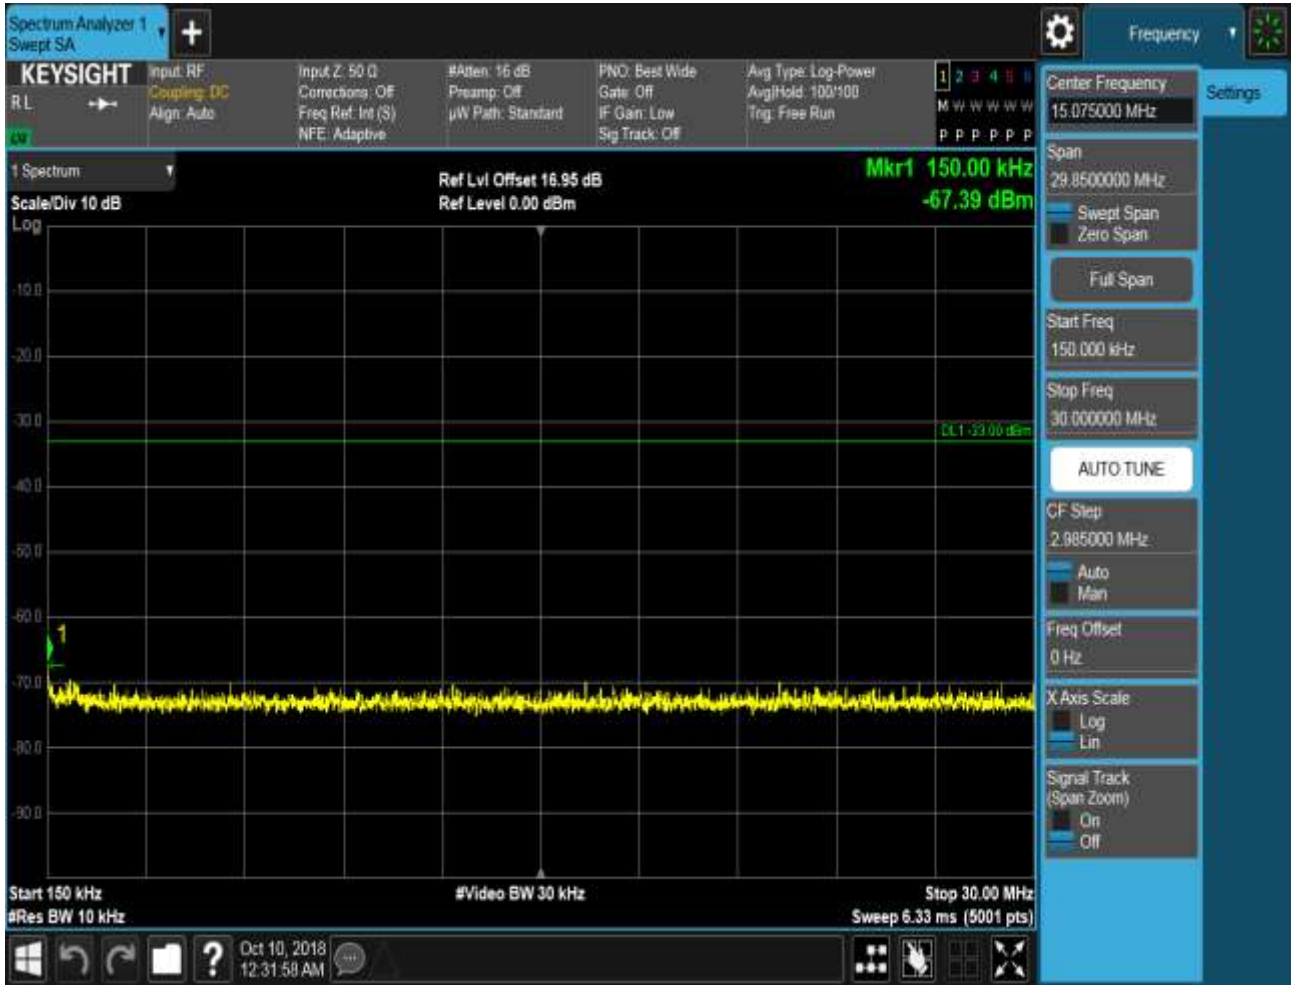 Spectrum Analyzer 1
Swept SA
Frequency
KEYSIGHT
R L
LW
Input: RF
Coupling: DC
Align: Auto
Input Z: 50 Ω
Corrections: Off
Freq Ref: Int (S)
NFE: Adaptive
#Atten: 16 dB
Preamp: Off
µW Path: Standard
PNO: Best Wide
Gate: Off
IF Gain: Low
Sig Track: Off
Avg Type: Log-Power
Avg|Hold: 100/100
Trig: Free Run
1 2 3 4 5 6
M W W W W W
P P P P P P
1 Spectrum
Scale/Div 10 dB
Log
Ref Lvl Offset 16.95 dB
Ref Level 0.00 dBm
Mkr1 150.00 kHz
-67.39 dBm
-10.0
-20.0
-30.0
DL1 -33.00 dBm
-40.0
-50.0
-60.0
1
-70.0
-80.0
-90.0
Start 150 kHz
#Res BW 10 kHz
#Video BW 30 kHz
Stop 30.00 MHz
Sweep 6.33 ms (5001 pts)
Oct 10, 2018
12:31:58 AM
Center Frequency
15.075000 MHz
Settings
Span
29.8500000 MHz
Swept Span
Zero Span
Full Span
Start Freq
150.000 kHz
Stop Freq
30.000000 MHz
AUTO TUNE
CF Step
2.985000 MHz
Auto
Man
Freq Offset
0 Hz
X Axis Scale
Log
Lin
Signal Track
(Span Zoom)
On
Off